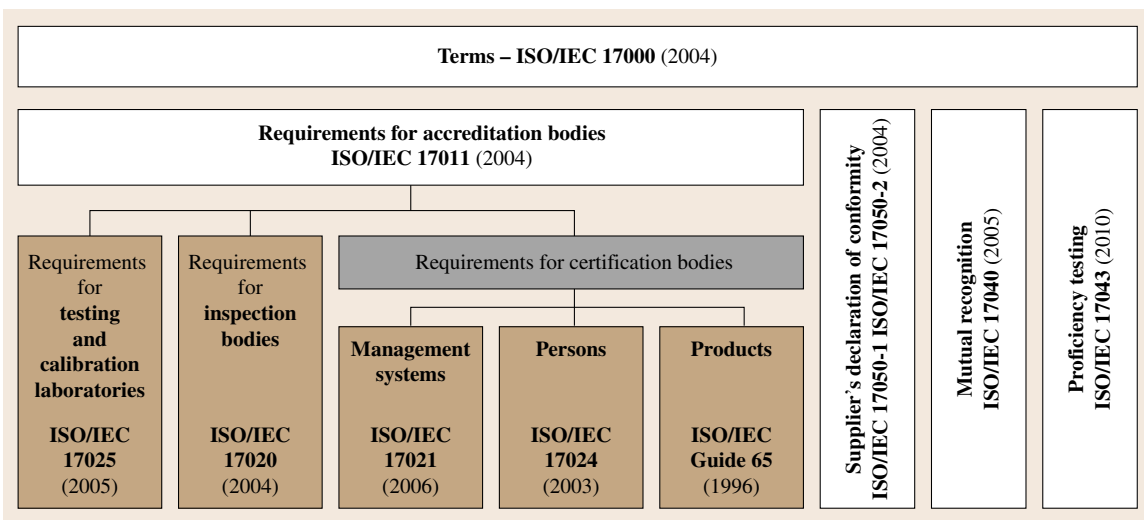 Terms – ISO/IEC 17000 (2004)
Requirements for accreditation bodies
ISO/IEC 17011 (2004)
Requirements
for
testing
and
calibration
laboratories
ISO/IEC
17025
(2005)
Requirements
for
inspection
bodies
ISO/IEC
17020
(2004)
Requirements for certification bodies
Management
systems
ISO/IEC
17021
(2006)
Persons
ISO/IEC
17024
(2003)
Products
ISO/IEC
Guide 65
(1996)
Supplier's declaration of conformity
ISO/IEC 17050-1 ISO/IEC 17050-2 (2004)
Mutual recognition
ISO/IEC 17040 (2005)
Proficiency testing
ISO/IEC 17043 (2010)